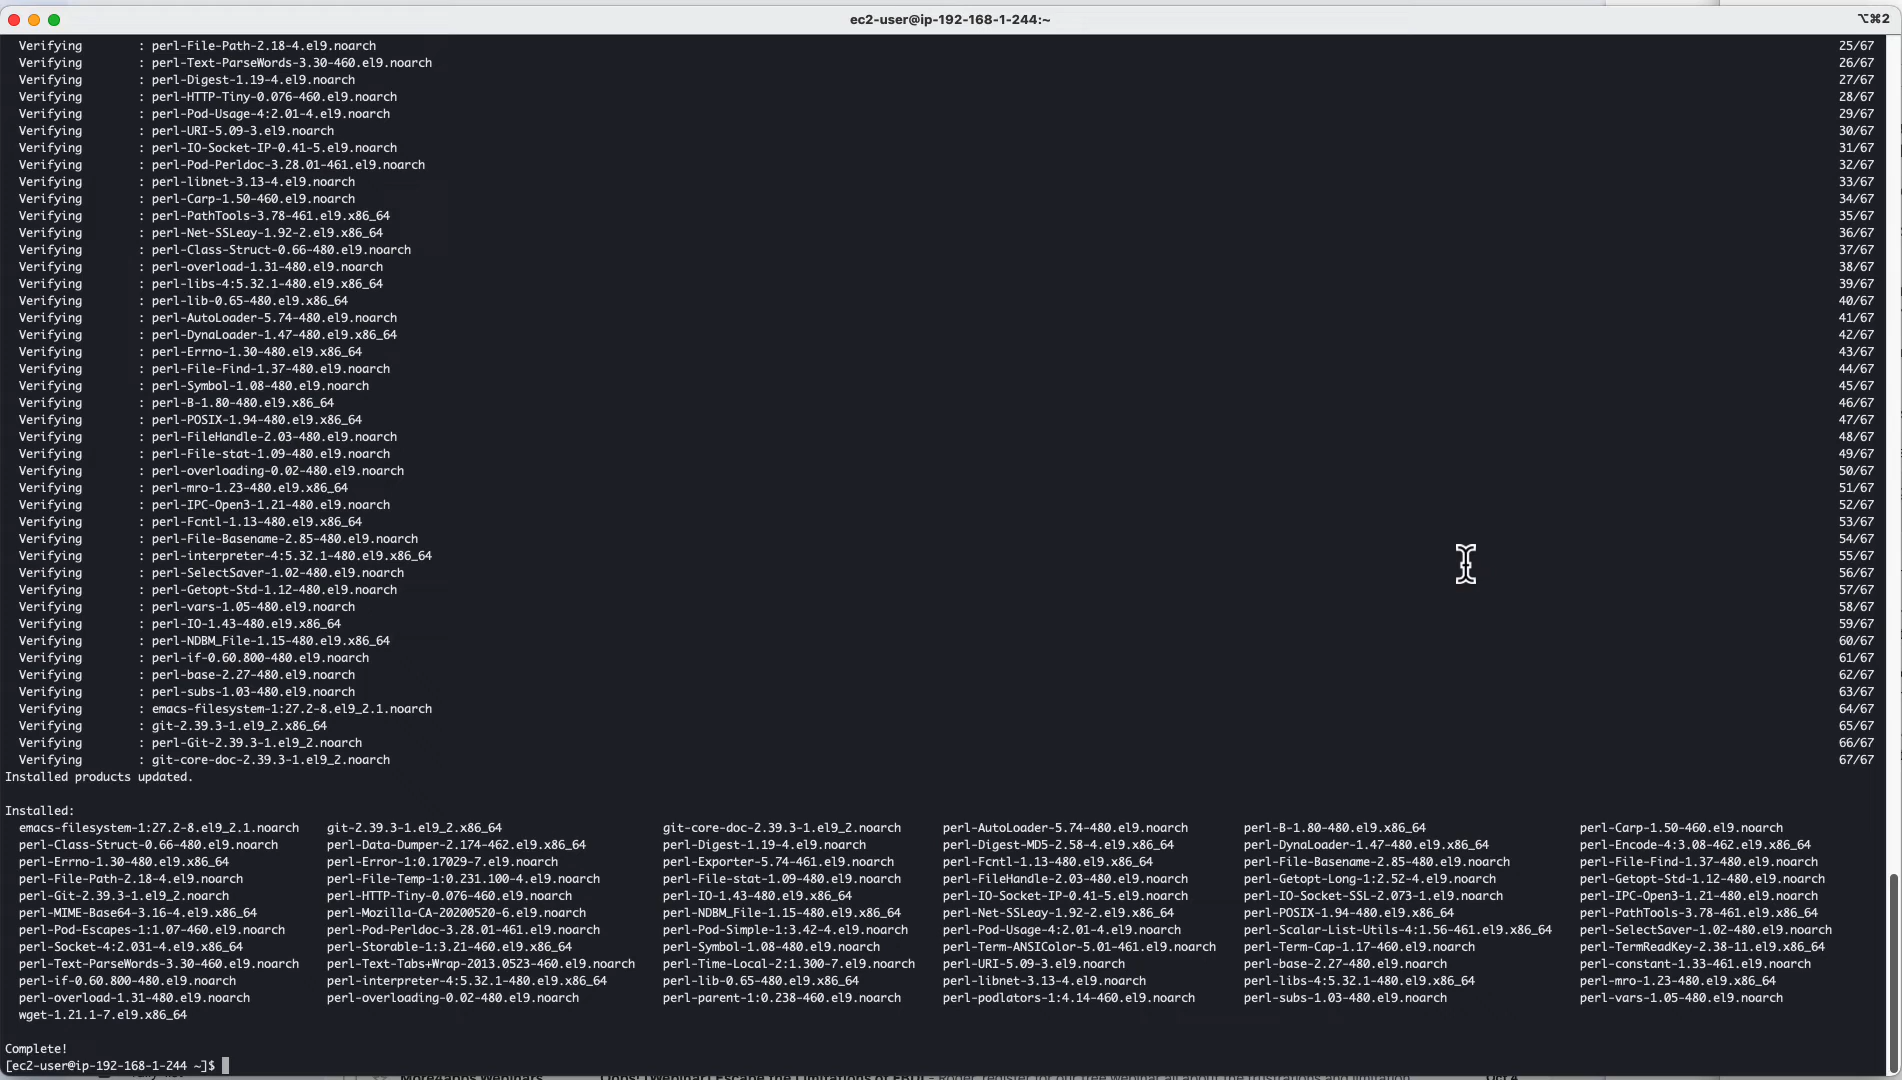 ec2-user@ip-192-168-1-244:~ ⌥⌘2
Verifying : perl-File-Path-2.18-4.el9.noarch 25/67
Verifying : perl-Text-ParseWords-3.30-460.el9.noarch 26/67
Verifying : perl-Digest-1.19-4.el9.noarch 27/67
Verifying : perl-HTTP-Tiny-0.076-460.el9.noarch 28/67
Verifying : perl-Pod-Usage-4:2.01-4.el9.noarch 29/67
Verifying : perl-URI-5.09-3.el9.noarch 30/67
Verifying : perl-IO-Socket-IP-0.41-5.el9.noarch 31/67
Verifying : perl-Pod-Perldoc-3.28.01-461.el9.noarch 32/67
Verifying : perl-libnet-3.13-4.el9.noarch 33/67
Verifying : perl-Carp-1.50-460.el9.noarch 34/67
Verifying : perl-PathTools-3.78-461.el9.x86_64 35/67
Verifying : perl-Net-SSLeay-1.92-2.el9.x86_64 36/67
Verifying : perl-Class-Struct-0.66-480.el9.noarch 37/67
Verifying : perl-overload-1.31-480.el9.noarch 38/67
Verifying : perl-libs-4:5.32.1-480.el9.x86_64 39/67
Verifying : perl-lib-0.65-480.el9.x86_64 40/67
Verifying : perl-AutoLoader-5.74-480.el9.noarch 41/67
Verifying : perl-DynaLoader-1.47-480.el9.x86_64 42/67
Verifying : perl-Errno-1.30-480.el9.x86_64 43/67
Verifying : perl-File-Find-1.37-480.el9.noarch 44/67
Verifying : perl-Symbol-1.08-480.el9.noarch 45/67
Verifying : perl-B-1.80-480.el9.x86_64 46/67
Verifying : perl-POSIX-1.94-480.el9.x86_64 47/67
Verifying : perl-FileHandle-2.03-480.el9.noarch 48/67
Verifying : perl-File-stat-1.09-480.el9.noarch 49/67
Verifying : perl-overloading-0.02-480.el9.noarch 50/67
Verifying : perl-mro-1.23-480.el9.x86_64 51/67
Verifying : perl-IPC-Open3-1.21-480.el9.noarch 52/67
Verifying : perl-Fcntl-1.13-480.el9.x86_64 53/67
Verifying : perl-File-Basename-2.85-480.el9.noarch 54/67
Verifying : perl-interpreter-4:5.32.1-480.el9.x86_64 55/67
Verifying : perl-SelectSaver-1.02-480.el9.noarch 56/67
Verifying : perl-Getopt-Std-1.12-480.el9.noarch 57/67
Verifying : perl-vars-1.05-480.el9.noarch 58/67
Verifying : perl-IO-1.43-480.el9.x86_64 59/67
Verifying : perl-NDBM_File-1.15-480.el9.x86_64 60/67
Verifying : perl-if-0.60.800-480.el9.noarch 61/67
Verifying : perl-base-2.27-480.el9.noarch 62/67
Verifying : perl-subs-1.03-480.el9.noarch 63/67
Verifying : emacs-filesystem-1:27.2-8.el9_2.1.noarch 64/67
Verifying : git-2.39.3-1.el9_2.x86_64 65/67
Verifying : perl-Git-2.39.3-1.el9_2.noarch 66/67
Verifying : git-core-doc-2.39.3-1.el9_2.noarch 67/67
Installed products updated.
Installed:
emacs-filesystem-1:27.2-8.el9_2.1.noarch git-2.39.3-1.el9_2.x86_64 git-core-doc-2.39.3-1.el9_2.noarch perl-AutoLoader-5.74-480.el9.noarch perl-B-1.80-480.el9.x86_64 perl-Carp-1.50-460.el9.noarch
perl-Class-Struct-0.66-480.el9.noarch perl-Data-Dumper-2.174-462.el9.x86_64 perl-Digest-1.19-4.el9.noarch perl-Digest-MD5-2.58-4.el9.x86_64 perl-DynaLoader-1.47-480.el9.x86_64 perl-Encode-4:3.08-462.el9.x86_64
perl-Errno-1.30-480.el9.x86_64 perl-Error-1:0.17029-7.el9.noarch perl-Exporter-5.74-461.el9.noarch perl-Fcntl-1.13-480.el9.x86_64 perl-File-Basename-2.85-480.el9.noarch perl-File-Find-1.37-480.el9.noarch
perl-File-Path-2.18-4.el9.noarch perl-File-Temp-1:0.231.100-4.el9.noarch perl-File-stat-1.09-480.el9.noarch perl-FileHandle-2.03-480.el9.noarch perl-Getopt-Long-1:2.52-4.el9.noarch perl-Getopt-Std-1.12-480.el9.noarch
perl-Git-2.39.3-1.el9_2.noarch perl-HTTP-Tiny-0.076-460.el9.noarch perl-IO-1.43-480.el9.x86_64 perl-IO-Socket-IP-0.41-5.el9.noarch perl-IO-Socket-SSL-2.073-1.el9.noarch perl-IPC-Open3-1.21-480.el9.noarch
perl-MIME-Base64-3.16-4.el9.x86_64 perl-Mozilla-CA-20200520-6.el9.noarch perl-NDBM_File-1.15-480.el9.x86_64 perl-Net-SSLeay-1.92-2.el9.x86_64 perl-POSIX-1.94-480.el9.x86_64 perl-PathTools-3.78-461.el9.x86_64
perl-Pod-Escapes-1:1.07-460.el9.noarch perl-Pod-Perldoc-3.28.01-461.el9.noarch perl-Pod-Simple-1:3.42-4.el9.noarch perl-Pod-Usage-4:2.01-4.el9.noarch perl-Scalar-List-Utils-4:1.56-461.el9.x86_64 perl-SelectSaver-1.02-480.el9.noarch
perl-Socket-4:2.031-4.el9.x86_64 perl-Storable-1:3.21-460.el9.x86_64 perl-Symbol-1.08-480.el9.noarch perl-Term-ANSIColor-5.01-461.el9.noarch perl-Term-Cap-1.17-460.el9.noarch perl-TermReadKey-2.38-11.el9.x86_64
perl-Text-ParseWords-3.30-460.el9.noarch perl-Text-Tabs+Wrap-2013.0523-460.el9.noarch perl-Time-Local-2:1.300-7.el9.noarch perl-URI-5.09-3.el9.noarch perl-base-2.27-480.el9.noarch perl-constant-1.33-461.el9.noarch
perl-if-0.60.800-480.el9.noarch perl-interpreter-4:5.32.1-480.el9.x86_64 perl-lib-0.65-480.el9.x86_64 perl-libnet-3.13-4.el9.noarch perl-libs-4:5.32.1-480.el9.x86_64 perl-mro-1.23-480.el9.x86_64
perl-overload-1.31-480.el9.noarch perl-overloading-0.02-480.el9.noarch perl-parent-1:0.238-460.el9.noarch perl-podlators-1:4.14-460.el9.noarch perl-subs-1.03-480.el9.noarch perl-vars-1.05-480.el9.noarch
wget-1.21.1-7.el9.x86_64
Complete!
[ec2-user@ip-192-168-1-244 ~]$